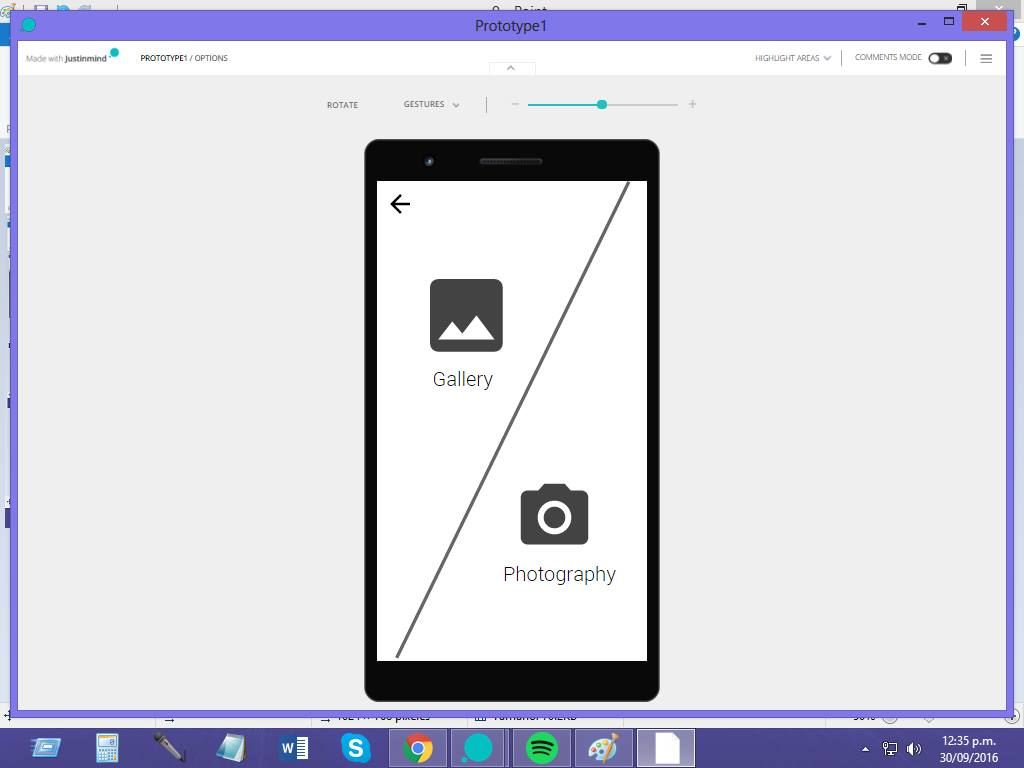 Prototype1
Made with Justinmind
PROTOTYPE1 / OPTIONS
HIGHLIGHT AREAS
COMMENTS MODE
ROTATE
GESTURES
Gallery
Photography
12:35 p.m.
30/09/2016